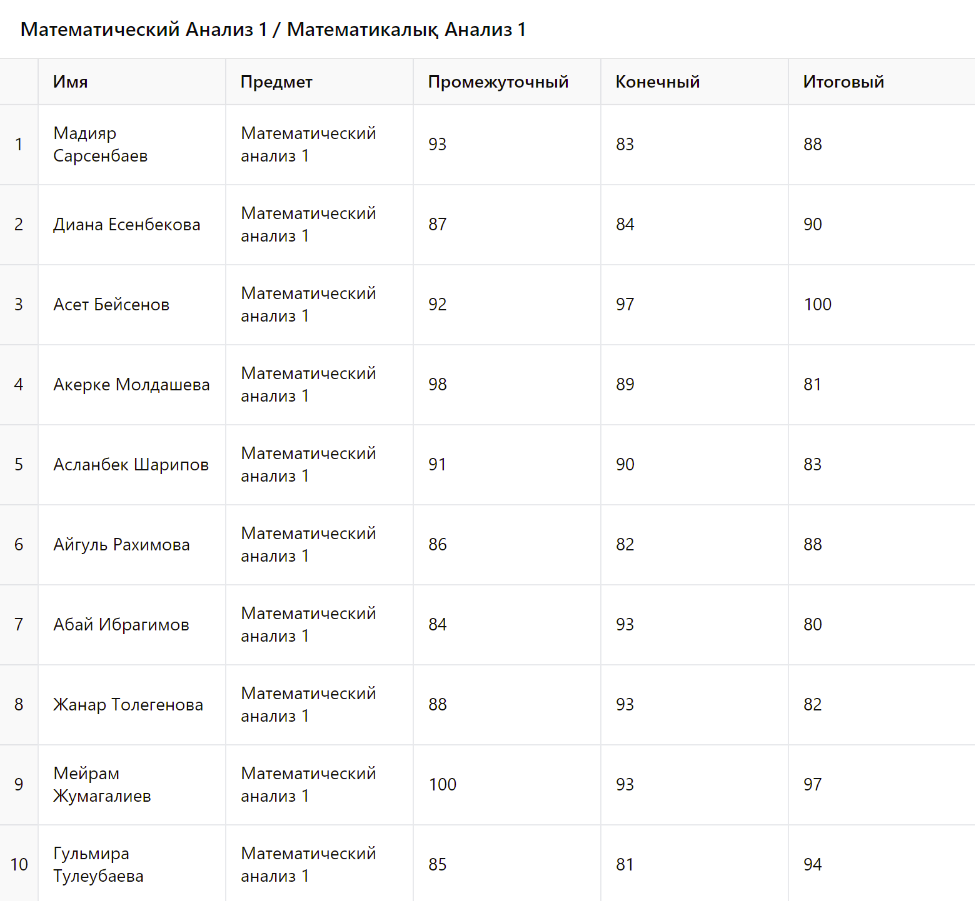 Математический Анализ 1 / Математикалық Анализ 1
Имя Предмет Промежуточный Конечный Итоговый
1 Мадияр Сарсенбаев Математический анализ 1 93 83 88
2 Диана Есенбекова Математический анализ 1 87 84 90
3 Асет Бейсенов Математический анализ 1 92 97 100
4 Акерке Молдашева Математический анализ 1 98 89 81
5 Асланбек Шарипов Математический анализ 1 91 90 83
6 Айгуль Рахимова Математический анализ 1 86 82 88
7 Абай Ибрагимов Математический анализ 1 84 93 80
8 Жанар Толегенова Математический анализ 1 88 93 82
9 Мейрам Жумагалиев Математический анализ 1 100 93 97
10 Гульмира Тулеубаева Математический анализ 1 85 81 94